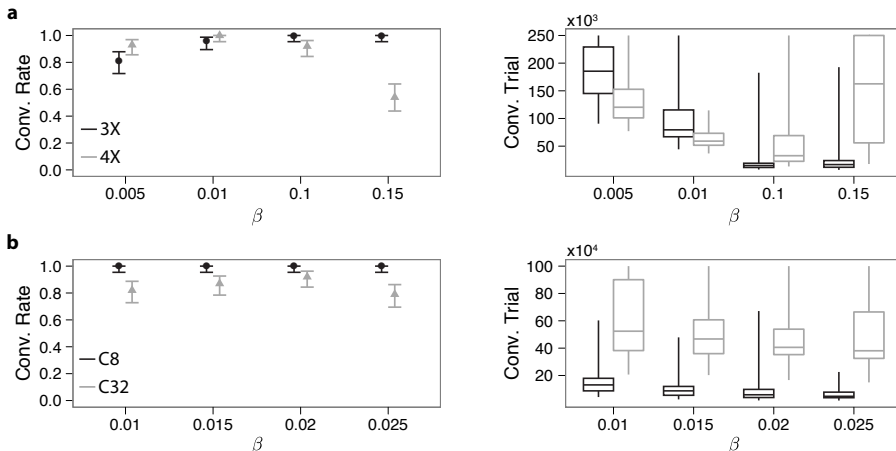 a
Conv. Rate
1.0
0.8
0.6
0.4
0.2
0.0
3X
4X
0.005 0.01 0.1 0.15
β
x10³
Conv. Trial
250
200
150
100
50
0.005 0.01 0.1 0.15
β
b
Conv. Rate
1.0
0.8
0.6
0.4
0.2
0.0
C8
C32
0.01 0.015 0.02 0.025
β
x10⁴
Conv. Trial
100
80
60
40
20
0.01 0.015 0.02 0.025
β